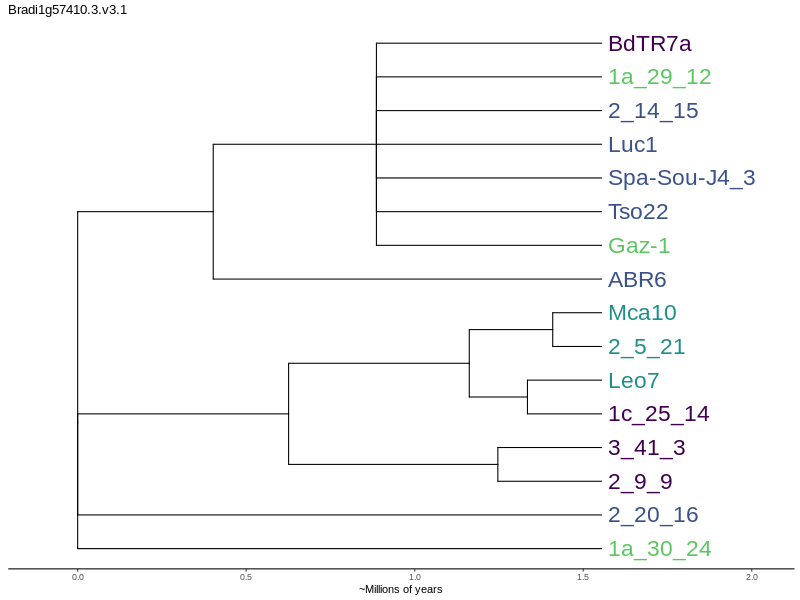 Bradi1g57410.3.v3.1
BdTR7a
1a_29_12
2_14_15
Luc1
Spa-Sou-J4_3
Tso22
Gaz-1
ABR6
Mca10
2_5_21
Leo7
1c_25_14
3_41_3
2_9_9
2_20_16
1a_30_24
0.0 0.5 1.0 1.5 2.0
~Millions of years